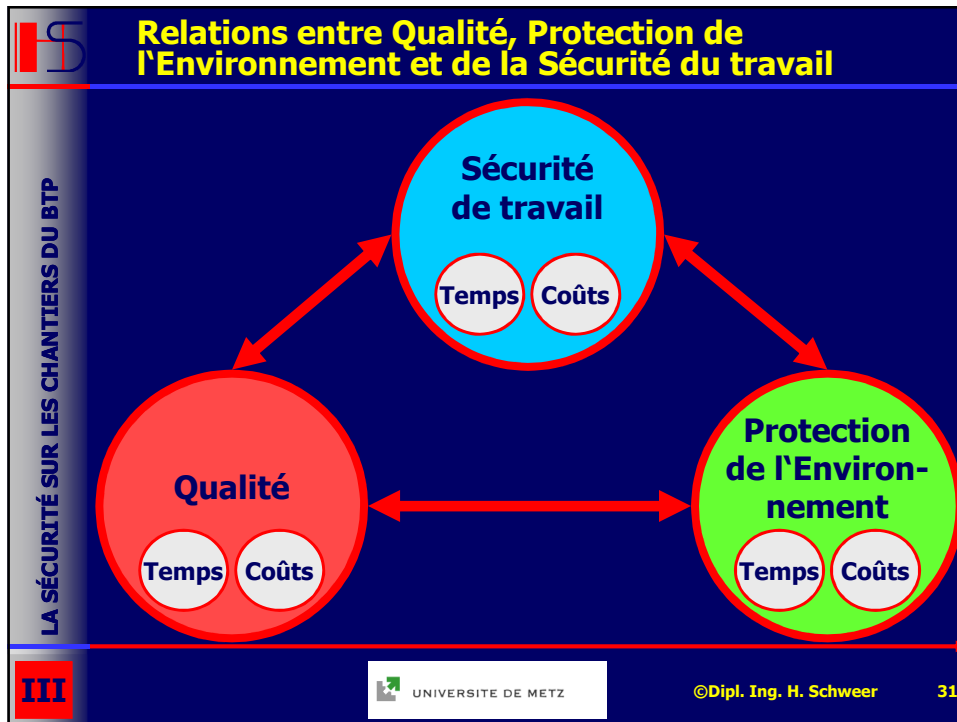 HS
Relations entre Qualité, Protection de
l‘Environnement et de la Sécurité du travail
LA SÉCURITÉ SUR LES CHANTIERS DU BTP
Sécurité
de travail
Temps
Coûts
Qualité
Temps
Coûts
Protection
de l‘Environ-
nement
Temps
Coûts
III
UNIVERSITE DE METZ
©Dipl. Ing. H. Schweer
31